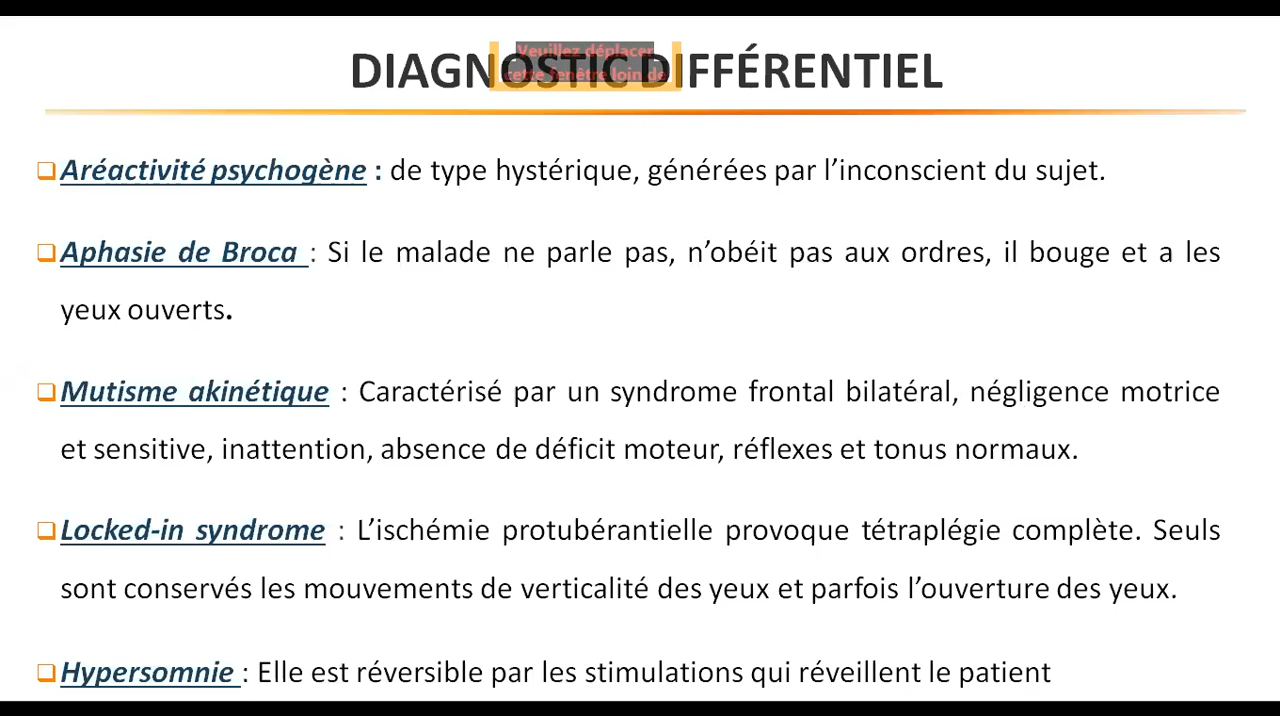 DIAGNOSTIC DIFFÉRENTIEL
Veuillez déplacer
cette fenêtre loin de
Aréactivité psychogène : de type hystérique, générées par l’inconscient du sujet.
Aphasie de Broca : Si le malade ne parle pas, n’obéit pas aux ordres, il bouge et a les
yeux ouverts.
Mutisme akinétique : Caractérisé par un syndrome frontal bilatéral, négligence motrice
et sensitive, inattention, absence de déficit moteur, réflexes et tonus normaux.
Locked-in syndrome : L’ischémie protubérantielle provoque tétraplégie complète. Seuls
sont conservés les mouvements de verticalité des yeux et parfois l’ouverture des yeux.
Hypersomnie : Elle est réversible par les stimulations qui réveillent le patient